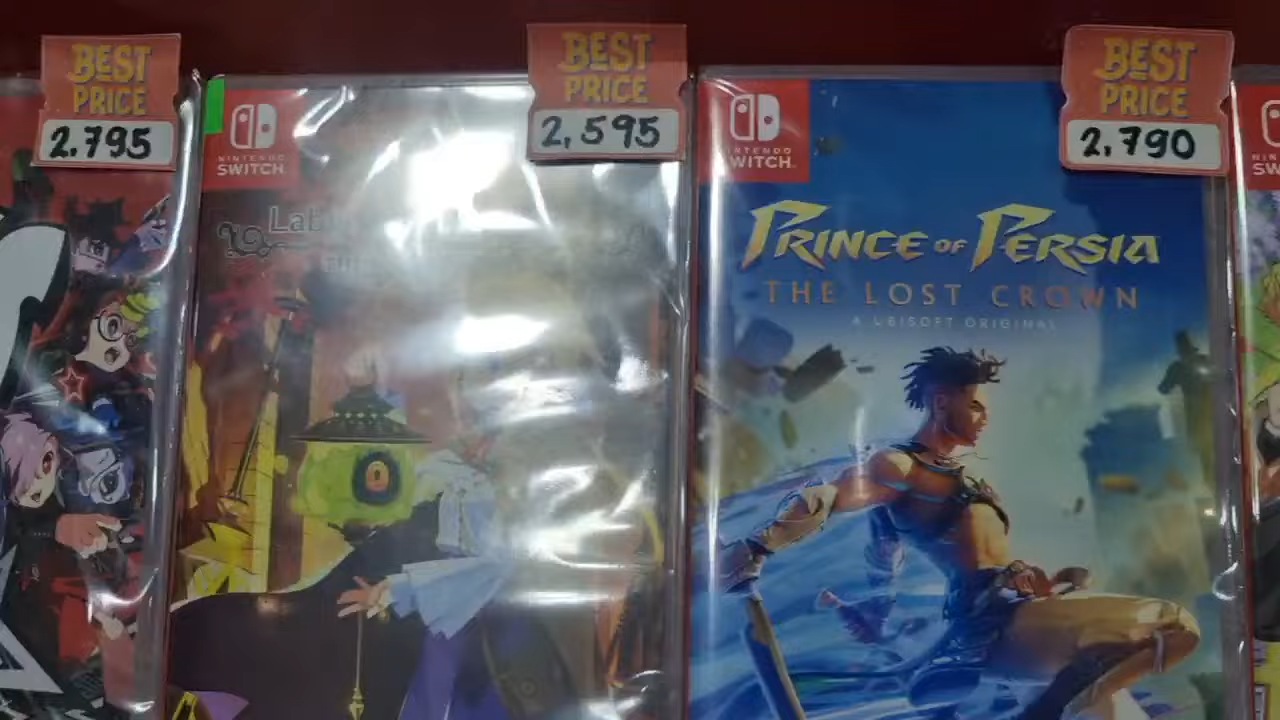 BEST
PRICE
2.795
NINTENDO
SWITCH
Lab
BEST
PRICE
2,595
NINTENDO
SWITCH
PRINCE OF PERSIA
THE LOST CROWN
A UBISOFT ORIGINAL
BEST
PRICE
2,790